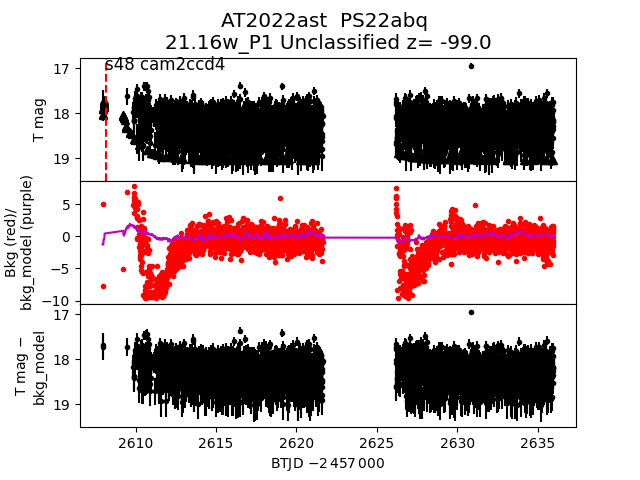 AT2022ast  PS22abq
21.16w_P1 Unclassified z= -99.0
s48 cam2ccd4
17
18
19
T mag
5
0
−5
−10
Bkg (red)/
bkg_model (purple)
17
18
19
T mag −
bkg_model
2610 2615 2620 2625 2630 2635
BTJD −2 457 000